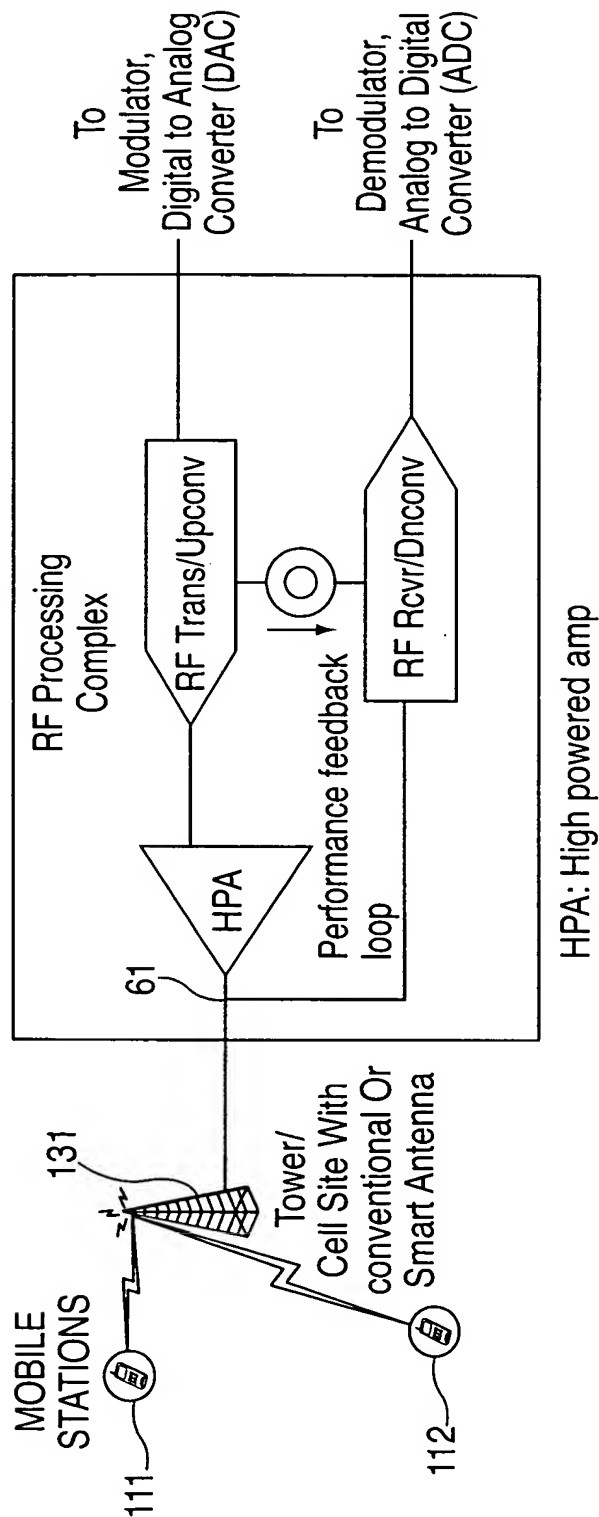 MOBILE
STATIONS
111
112
131
Tower/
Cell Site With
conventional Or
Smart Antenna
RF Processing
Complex
61
HPA
RF Trans/Upconv
Performance feedback
loop
RF Rcvr/Dnconv
To
Modulator,
Digital to Analog
Converter (DAC)
To
Demodulator,
Analog to Digital
Converter (ADC)
HPA: High powered amp